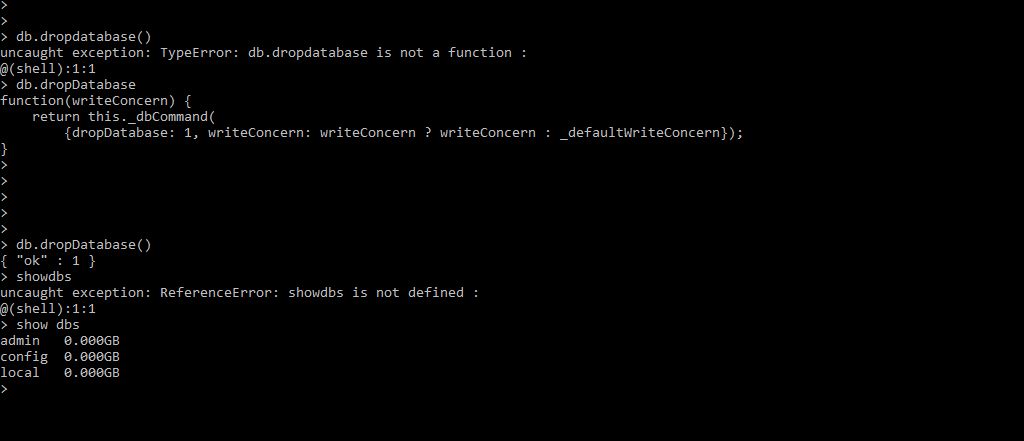 >
>
> db.dropdatabase()
uncaught exception: TypeError: db.dropdatabase is not a function :
@(shell):1:1
> db.dropDatabase
function(writeConcern) {
    return this._dbCommand(
        {dropDatabase: 1, writeConcern: writeConcern ? writeConcern : _defaultWriteConcern});
}
>
>
>
>
>
> db.dropDatabase()
{ "ok" : 1 }
> showdbs
uncaught exception: ReferenceError: showdbs is not defined :
@(shell):1:1
> show dbs
admin   0.000GB
config  0.000GB
local   0.000GB
>